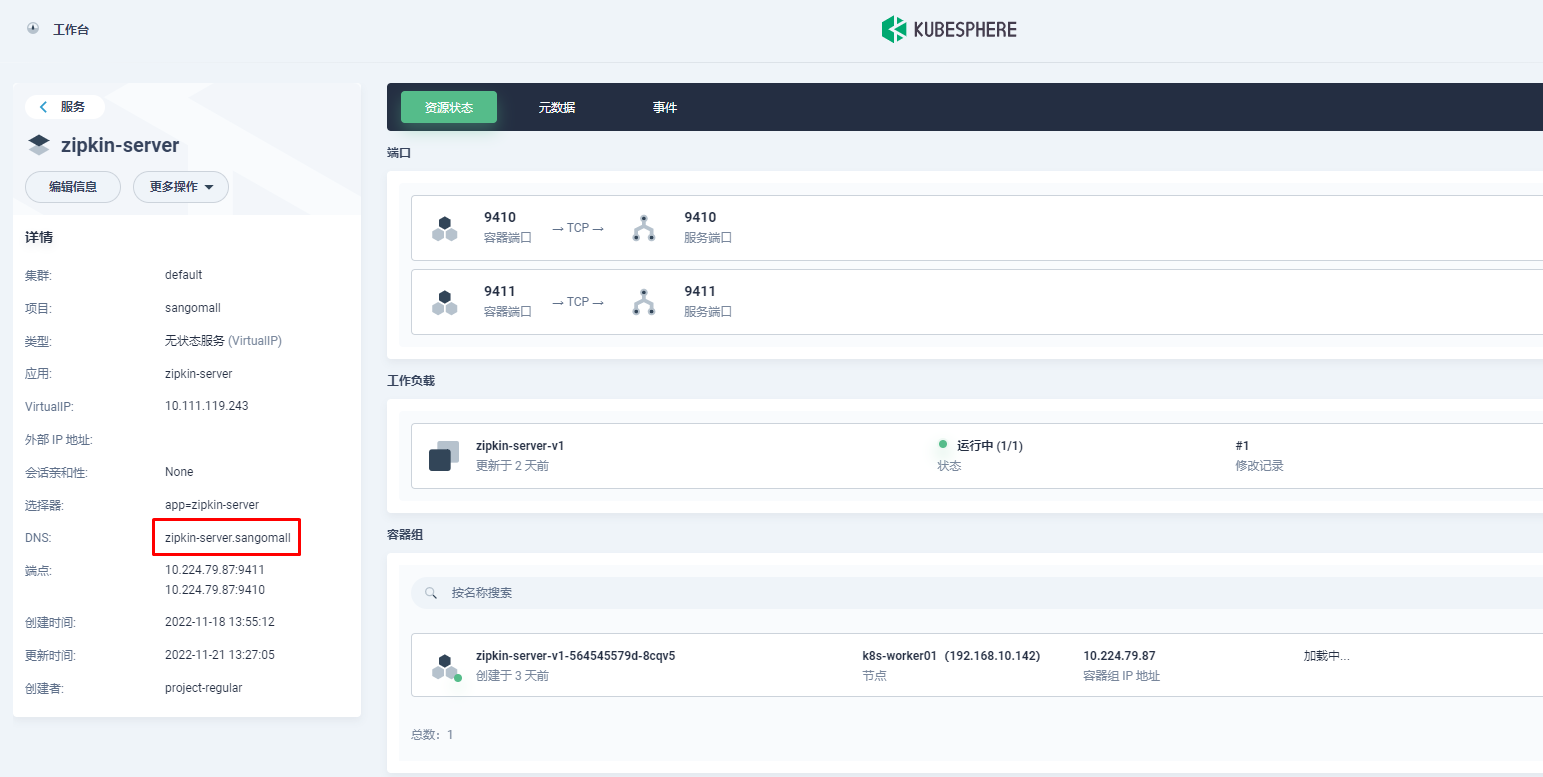 工作台
KUBESPHERE
服务
zipkin-server
编辑信息
更多操作
详情
集群: default
项目: sangomall
类型: 无状态服务 (VirtualIP)
应用: zipkin-server
VirtualIP: 10.111.119.243
外部 IP 地址:
会话亲和性: None
选择器: app=zipkin-server
DNS: zipkin-server.sangomall
端点: 10.224.79.87:9411
10.224.79.87:9410
创建时间: 2022-11-18 13:55:12
更新时间: 2022-11-21 13:27:05
创建者: project-regular
资源状态 元数据 事件
端口
9410 →TCP→ 9410
容器端口 服务端口
9411 →TCP→ 9411
容器端口 服务端口
工作负载
zipkin-server-v1 运行中 (1/1) #1
更新于 2 天前 状态 修改记录
容器组
按名称搜索
zipkin-server-v1-564545579d-8cqv5 k8s-worker01 (192.168.10.142) 10.224.79.87 加载中...
创建于 3 天前 节点 容器组 IP 地址
总数: 1